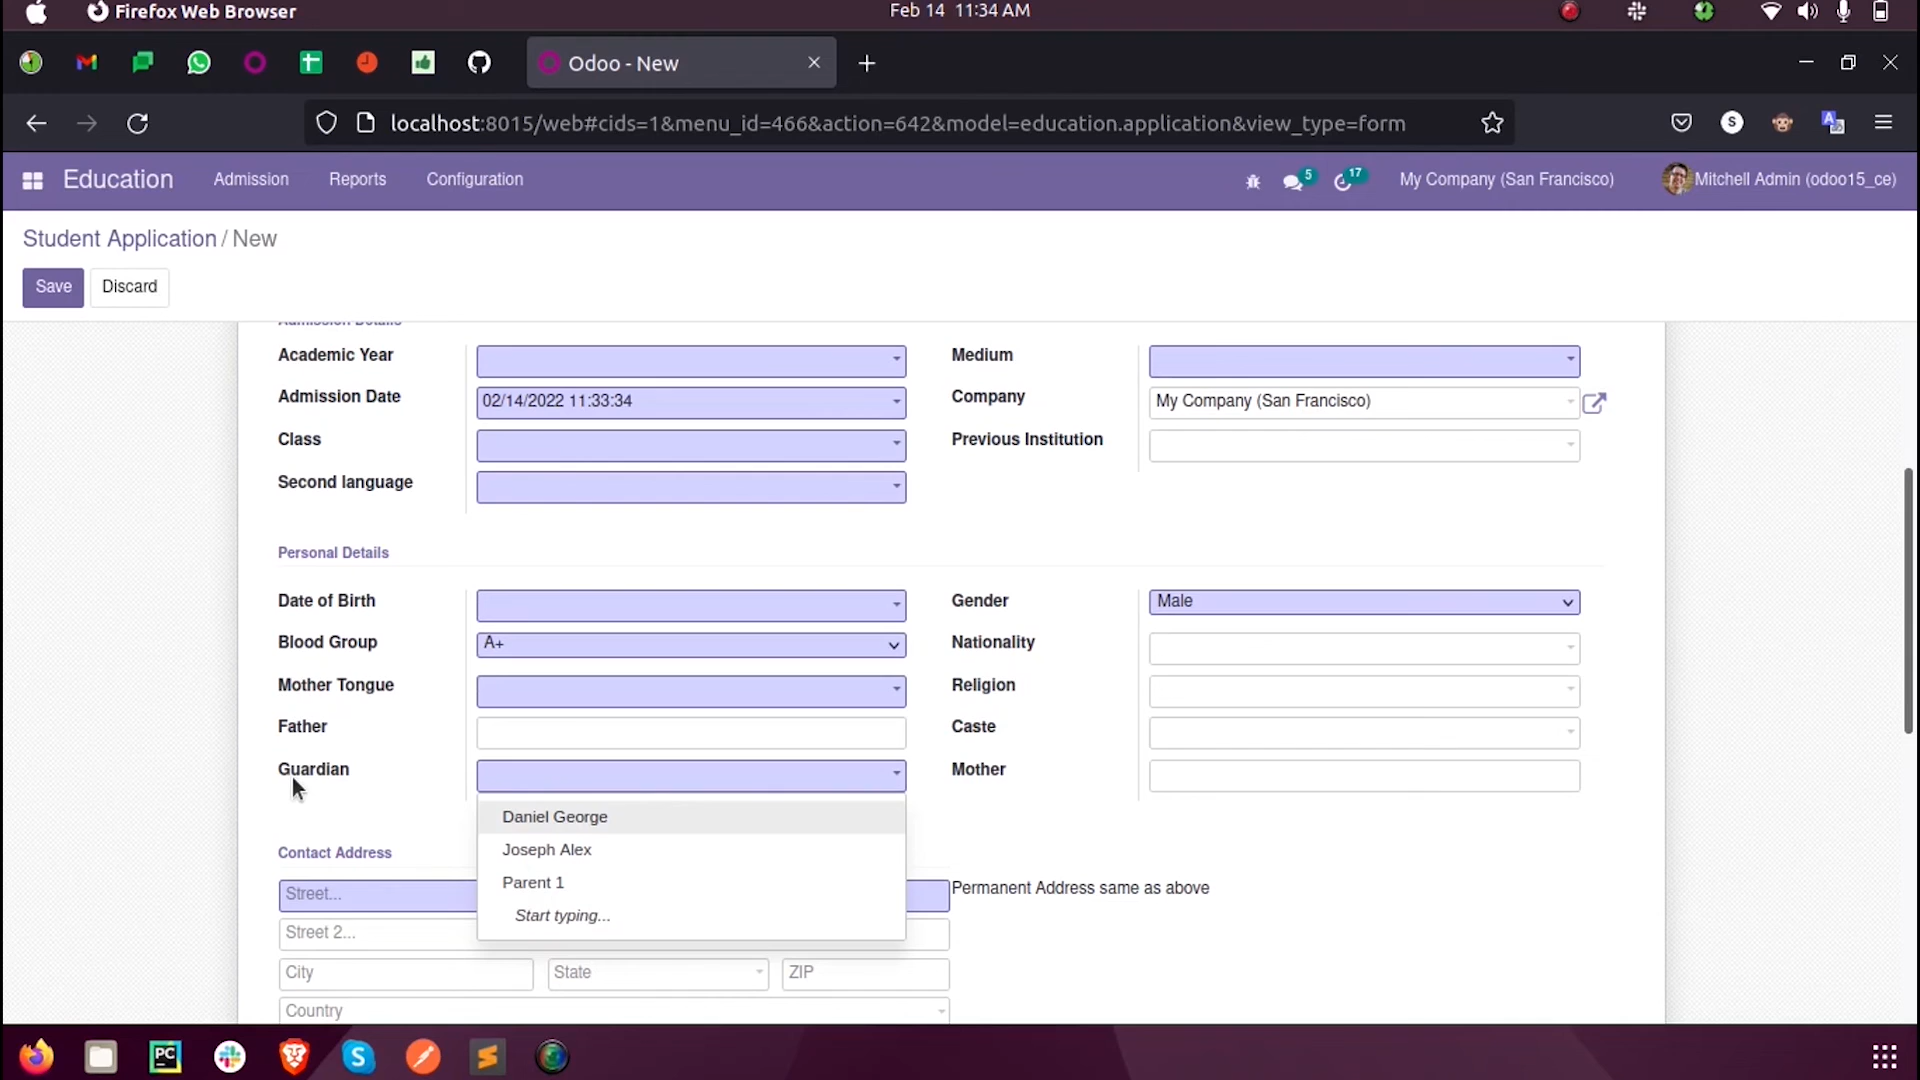 Firefox Web Browser
Feb 14 11:34 AM
Odoo - New
localhost:8015/web#cids=1&menu_id=466&action=642&model=education.application&view_type=form
S
Education
Admission
Reports
Configuration
5
17
My Company (San Francisco)
Mitchell Admin (odoo15_ce)
Student Application / New
Save
Discard
Admission Details
Academic Year
Medium
Admission Date
02/14/2022 11:33:34
Company
My Company (San Francisco)
Class
Previous Institution
Second language
Personal Details
Date of Birth
Gender
Male
Blood Group
A+
Nationality
Mother Tongue
Religion
Father
Caste
Guardian
Mother
Daniel George
Joseph Alex
Parent 1
Start typing...
Contact Address
Street...
Permanent Address same as above
Street 2...
City
State
ZIP
Country
PC